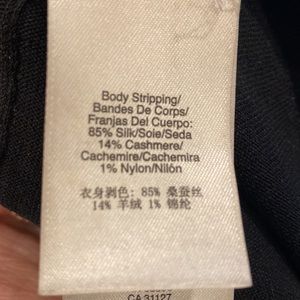 Body Stripping/
Bandes De Corps/
Franjas Del Cuerpo:
85% Silk/Soie/Seda
14% Cashmere/
Cachemire/Cachemira
1% Nylon/Nilón
衣身剥色: 85% 桑蚕丝
14% 羊绒 1% 锦纶
CA 31127